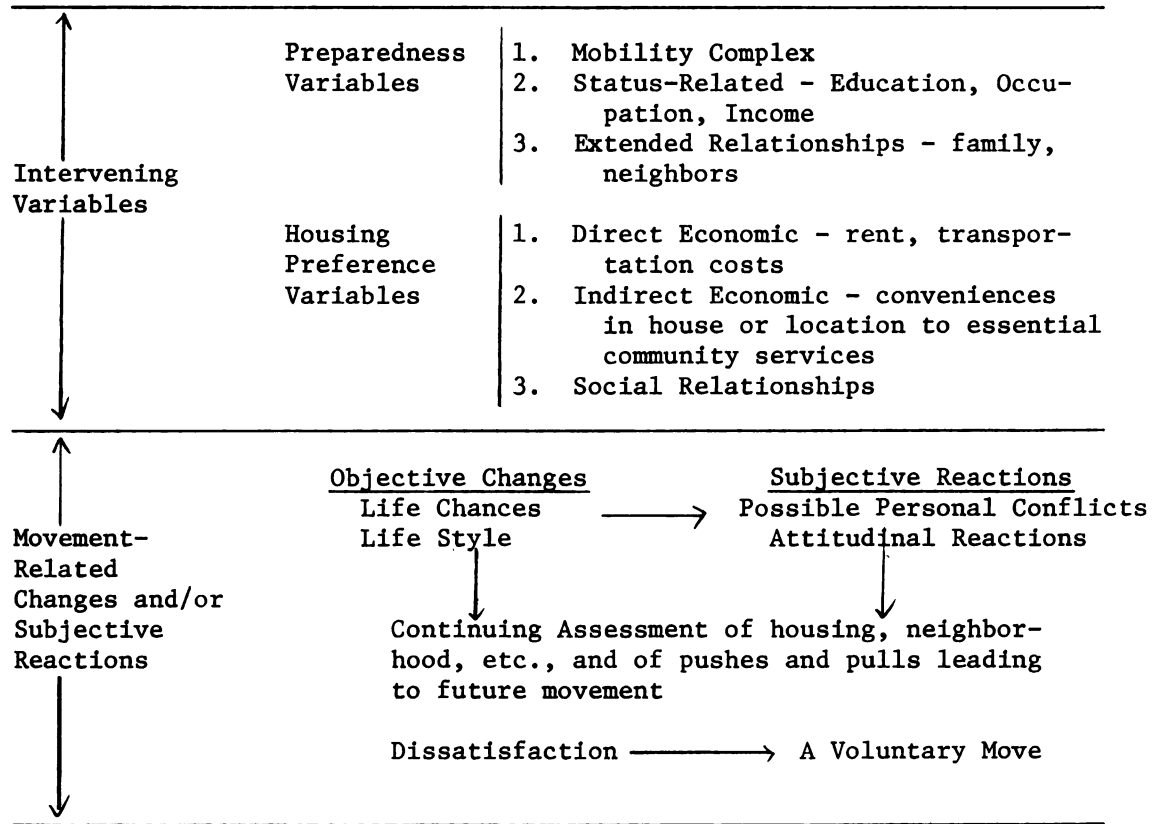 Preparedness
Variables
1. Mobility Complex
2. Status-Related - Education, Occu-
pation, Income
3. Extended Relationships - family,
neighbors
Intervening
Variables
Housing
Preference
Variables
1. Direct Economic - rent, transpor-
tation costs
2. Indirect Economic - conveniences
in house or location to essential
community services
3. Social Relationships
Movement-
Related
Changes and/or
Subjective
Reactions
Objective Changes
Life Chances
Life Style
Subjective Reactions
Possible Personal Conflicts
Attitudinal Reactions
Continuing Assessment of housing, neighbor-
hood, etc., and of pushes and pulls leading
to future movement
Dissatisfaction → A Voluntary Move